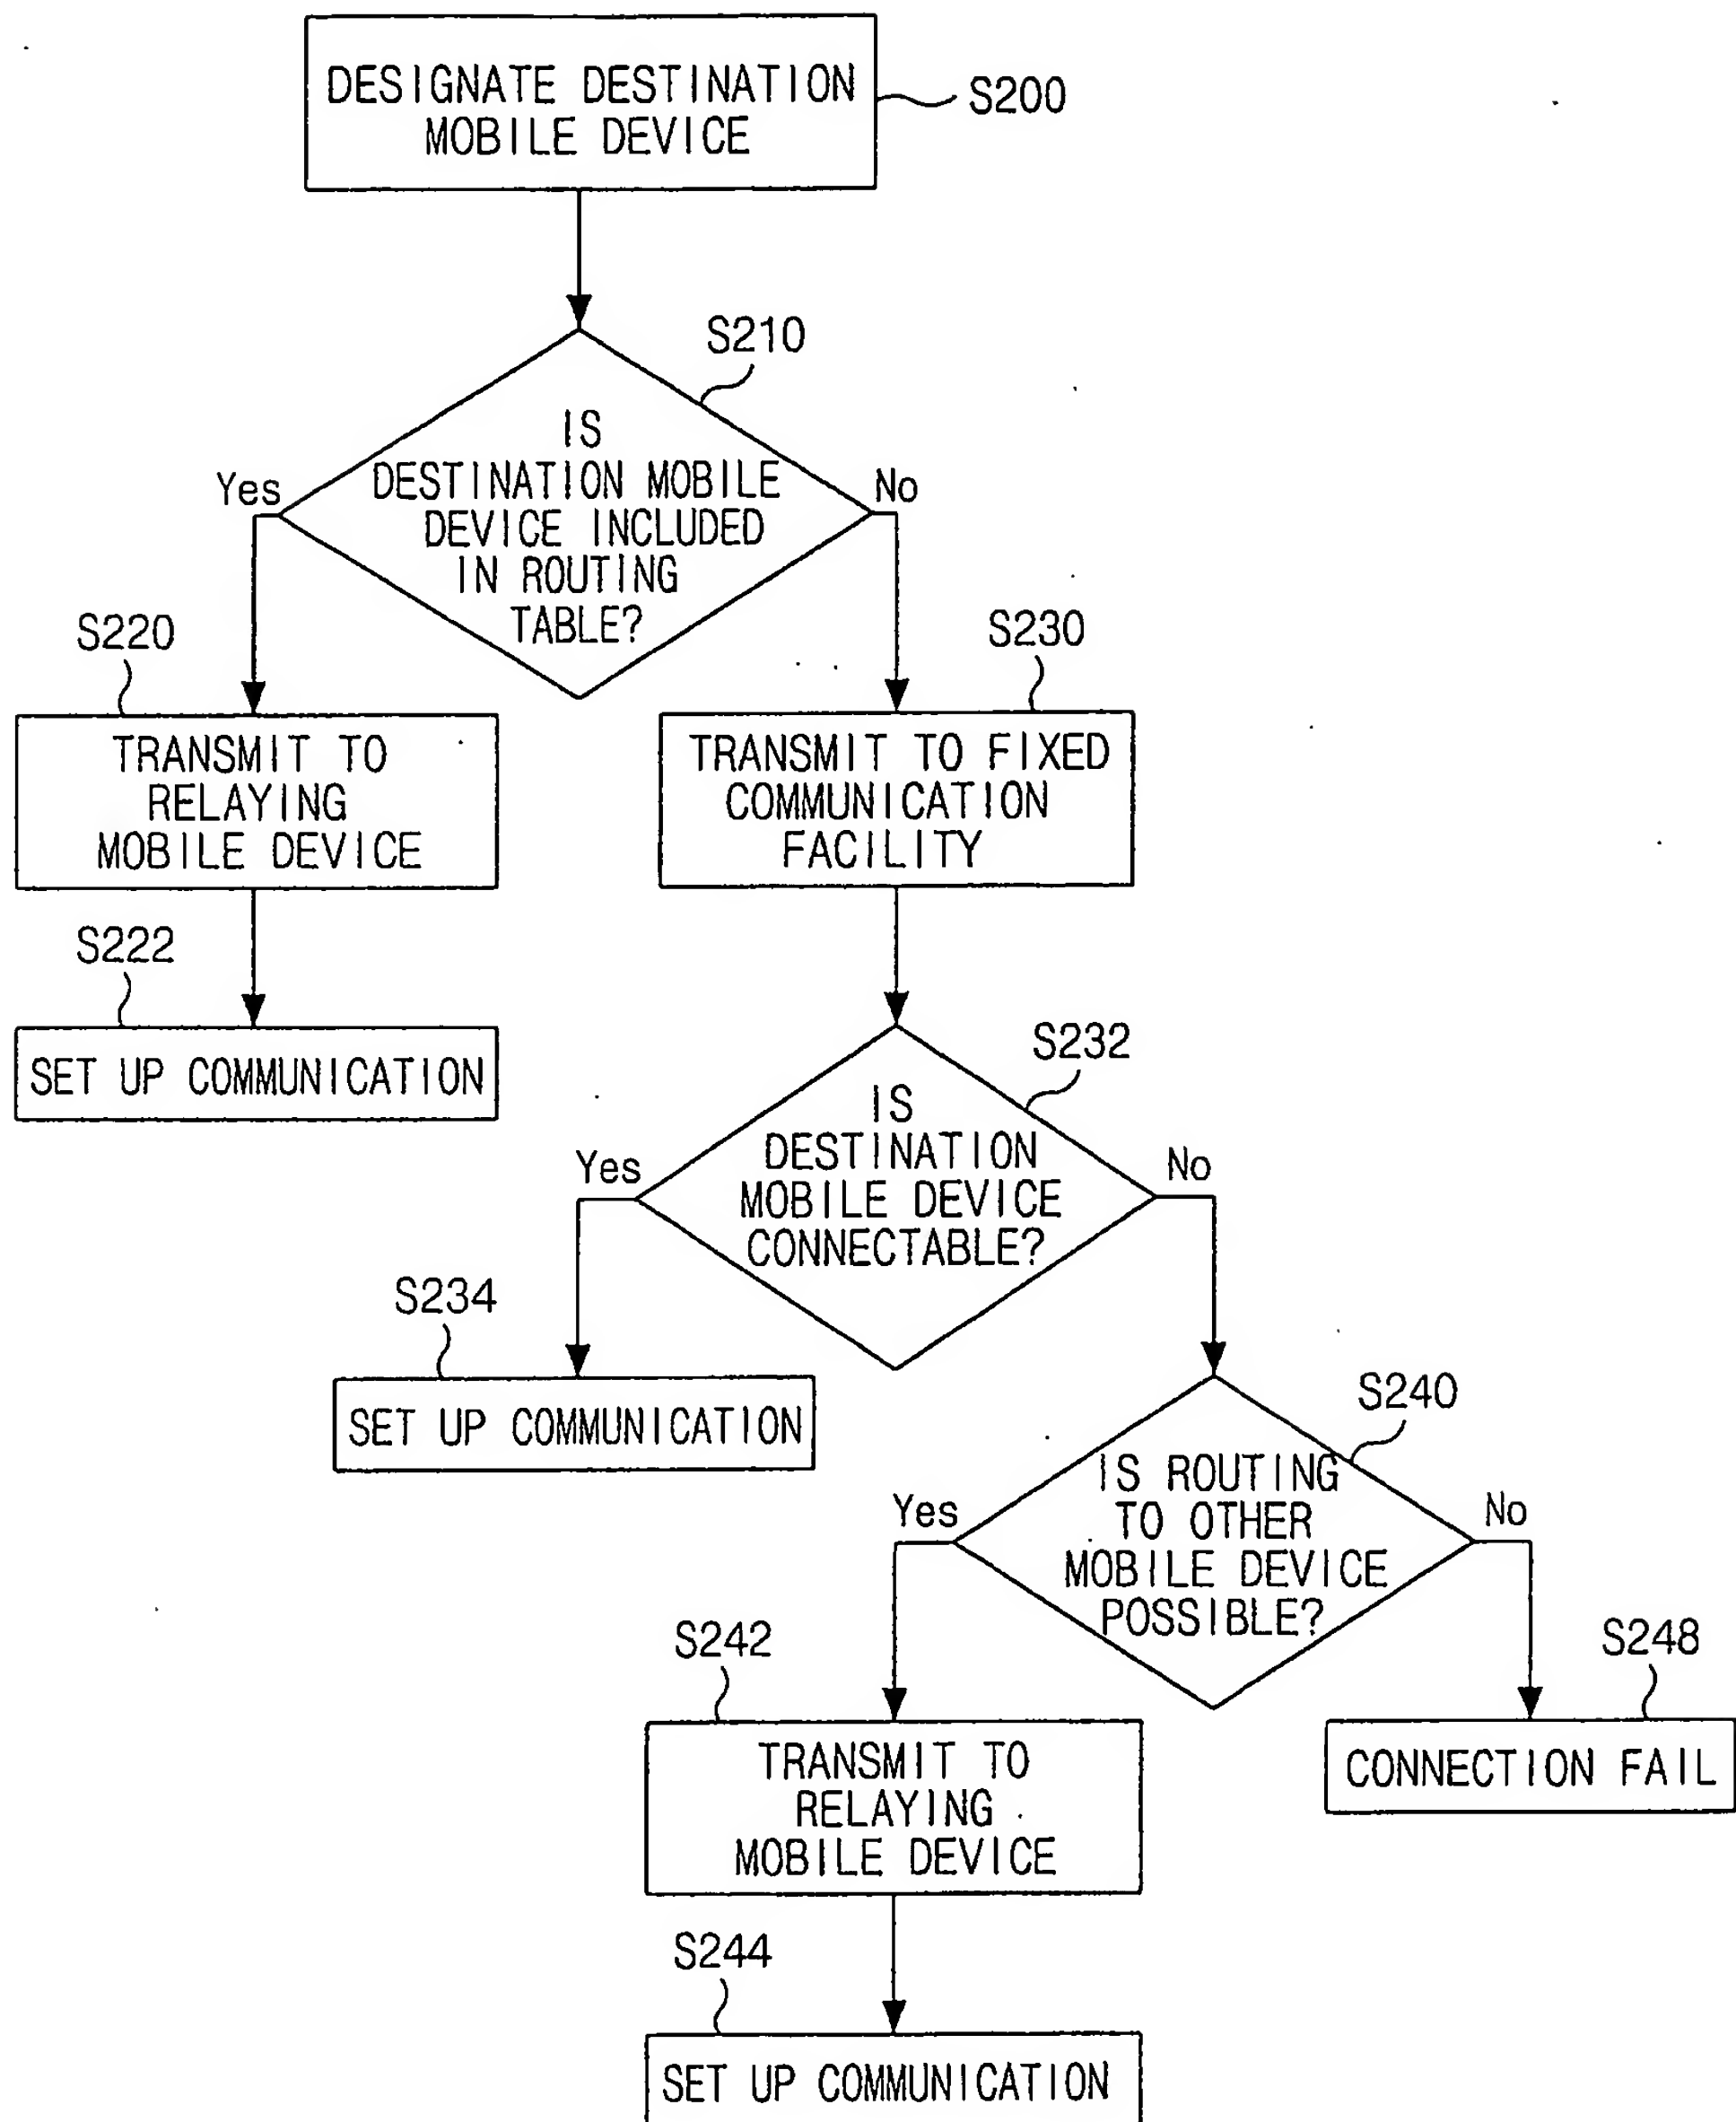 DESIGNATE DESTINATION
MOBILE DEVICE
S200
S210
IS
DESTINATION MOBILE
DEVICE INCLUDED
IN ROUTING
TABLE?
Yes
No
S220
S230
TRANSMIT TO
RELAYING
MOBILE DEVICE
TRANSMIT TO FIXED
COMMUNICATION
FACILITY
S222
SET UP COMMUNICATION
S232
IS
DESTINATION
MOBILE DEVICE
CONNECTABLE?
Yes
No
S234
SET UP COMMUNICATION
S240
IS ROUTING
TO OTHER
MOBILE DEVICE
POSSIBLE?
Yes
No
S242
S248
TRANSMIT TO
RELAYING
MOBILE DEVICE
CONNECTION FAIL
S244
SET UP COMMUNICATION